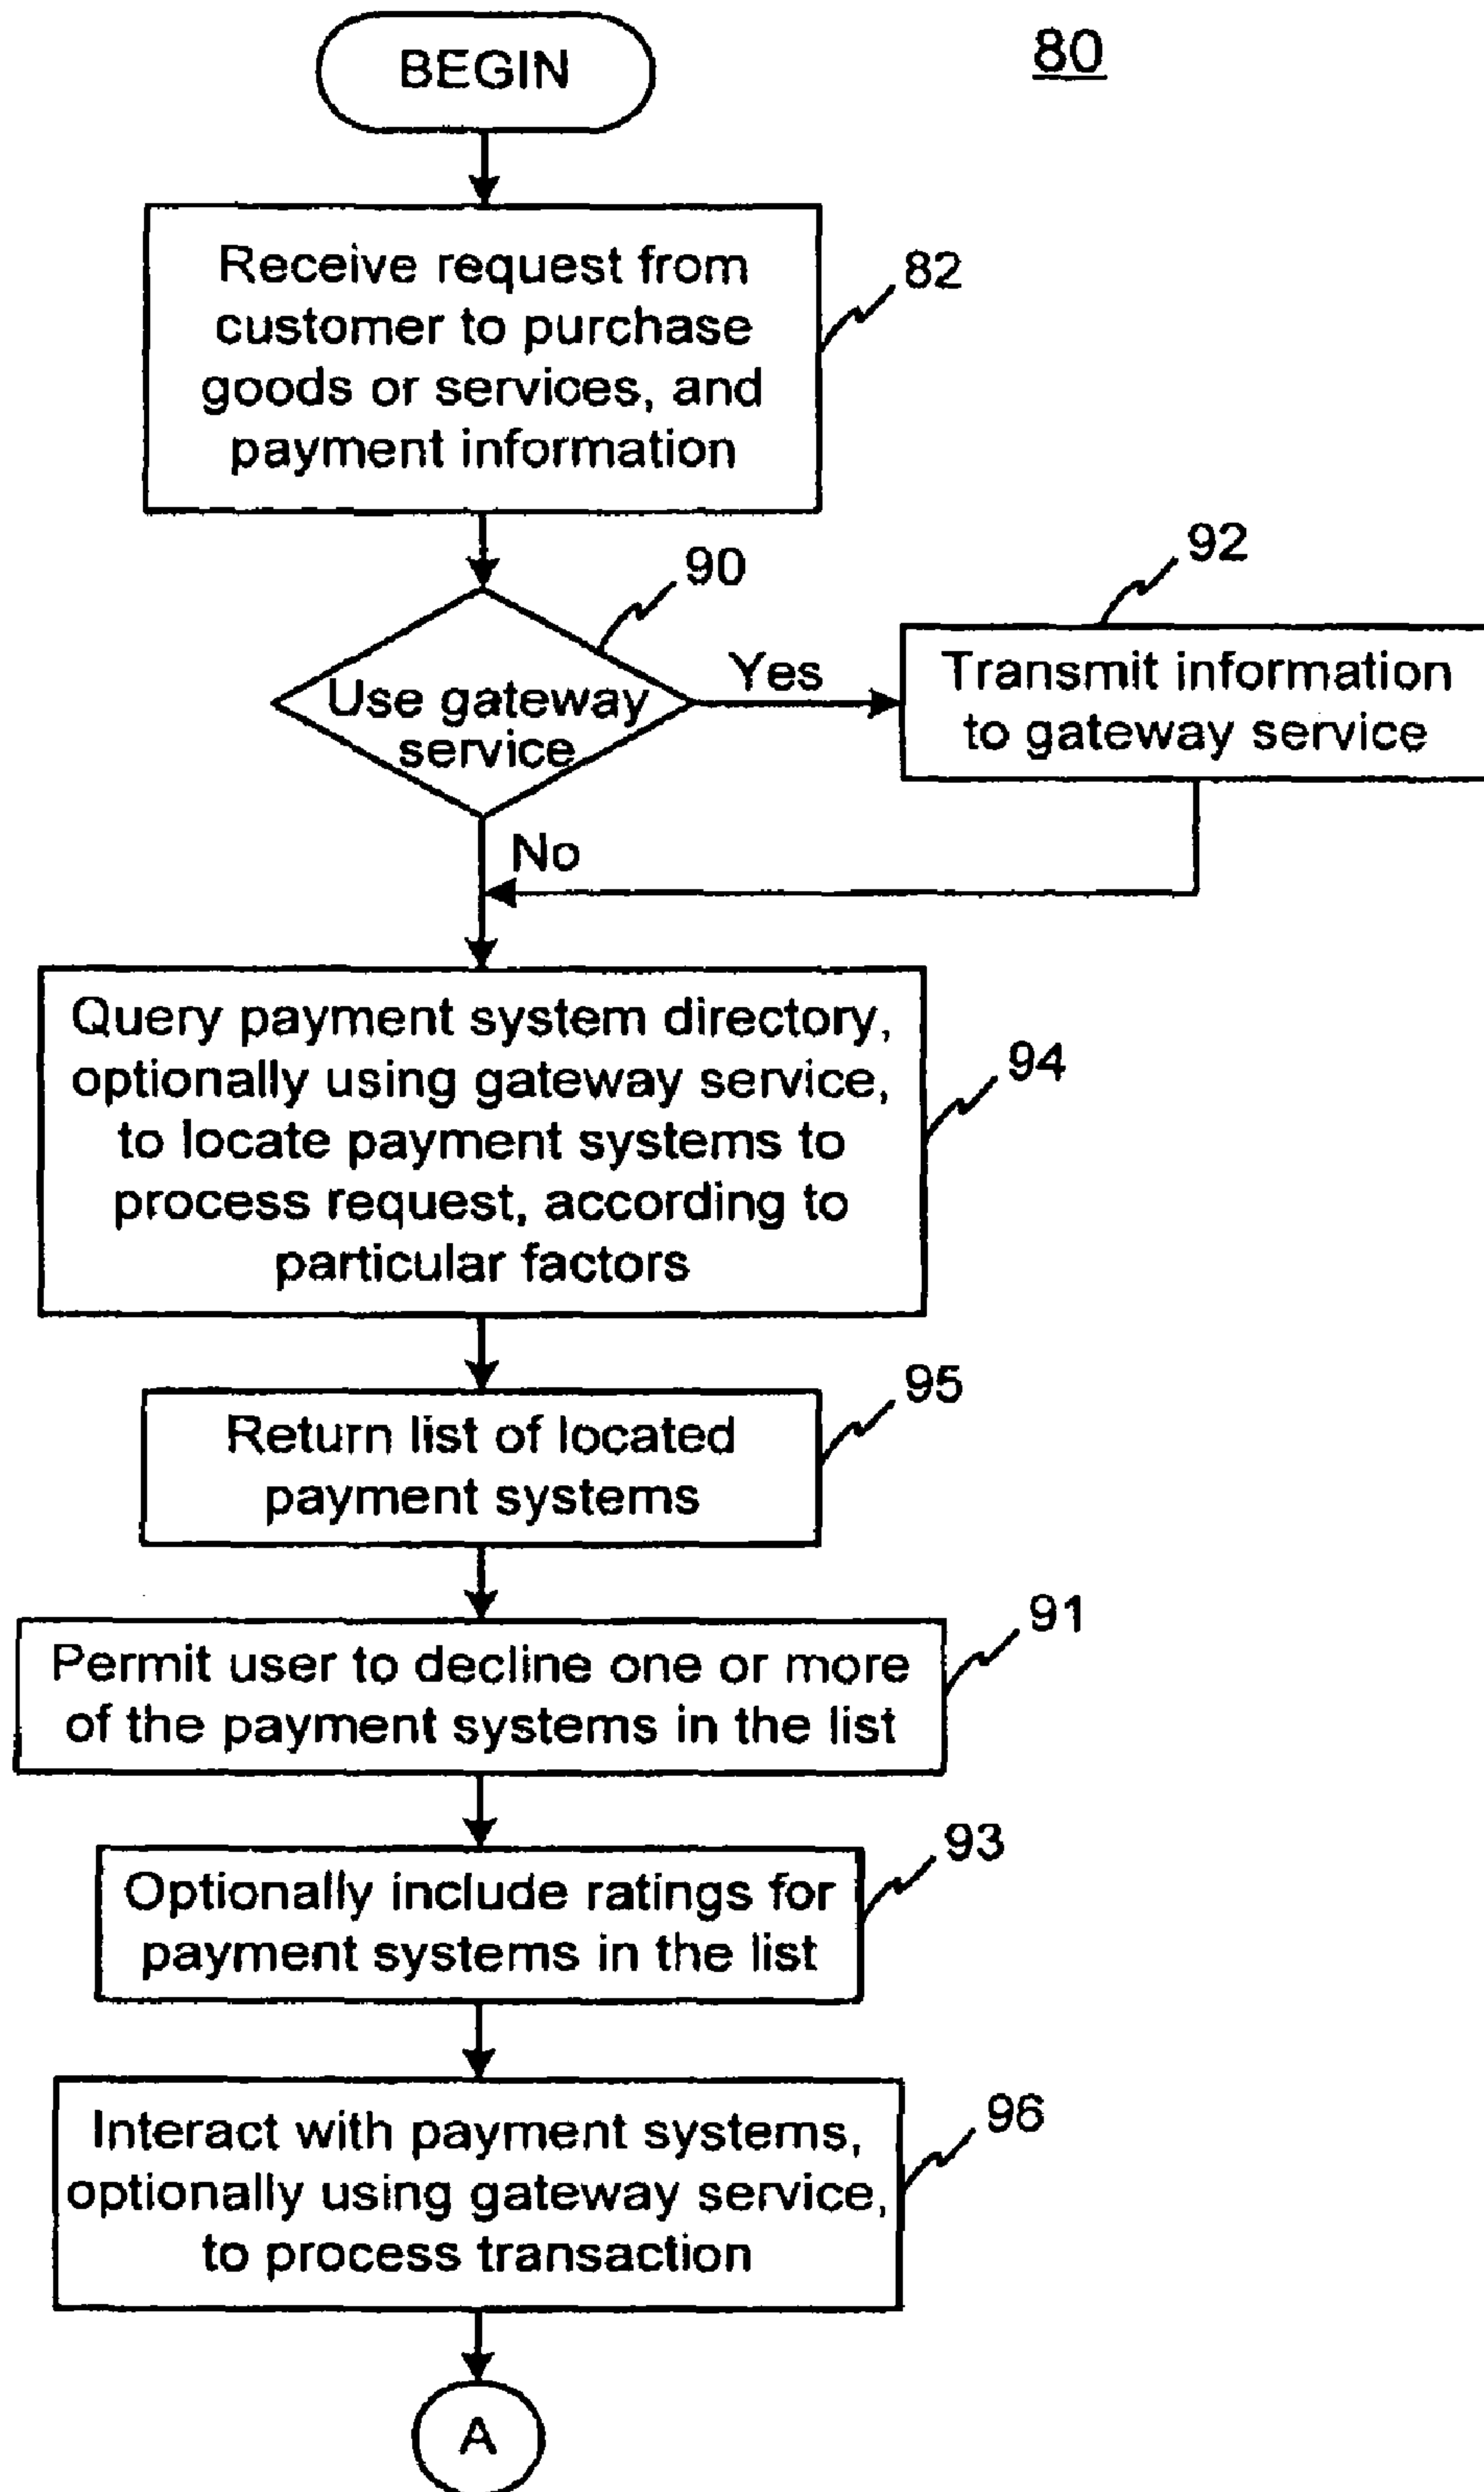 BEGIN
80
Receive request from
customer to purchase
goods or services, and
payment information
82
90
Use gateway
service
Yes
92
Transmit information
to gateway service
No
Query payment system directory,
optionally using gateway service,
to locate payment systems to
process request, according to
particular factors
94
Return list of located
payment systems
95
Permit user to decline one or more
of the payment systems in the list
91
Optionally include ratings for
payment systems in the list
93
Interact with payment systems,
optionally using gateway service,
to process transaction
96
A